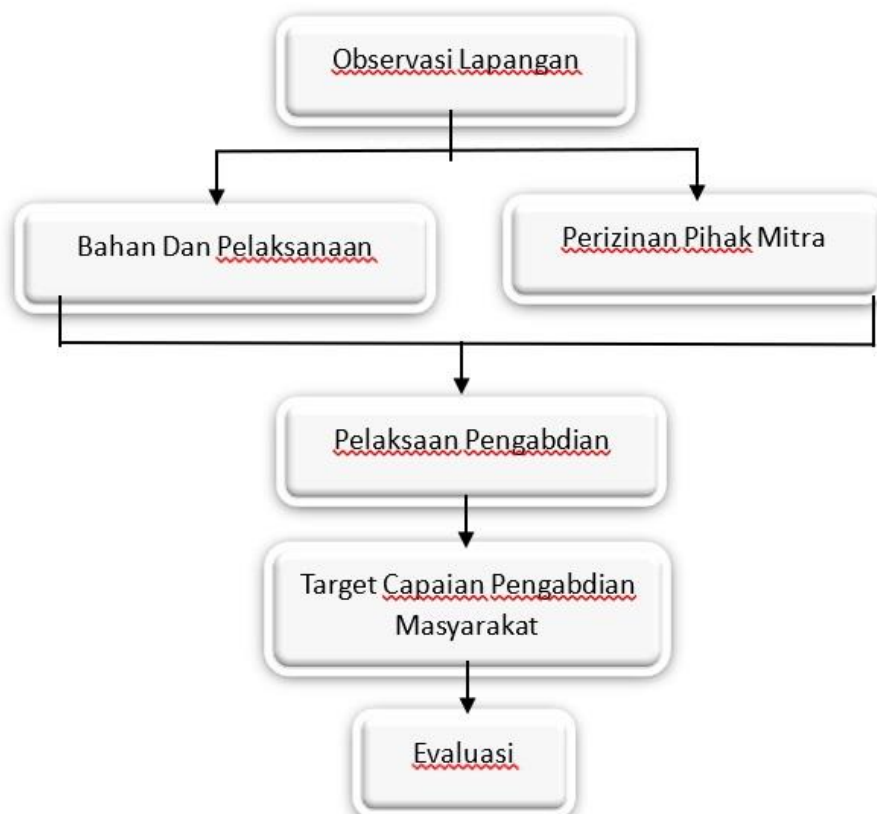 Observasi Lapangan
Bahan Dan Pelaksanaan
Perizinan Pihak Mitra
Pelaksaan Pengabdian
Target Capaian Pengabdian
Masyarakat
Evaluasi